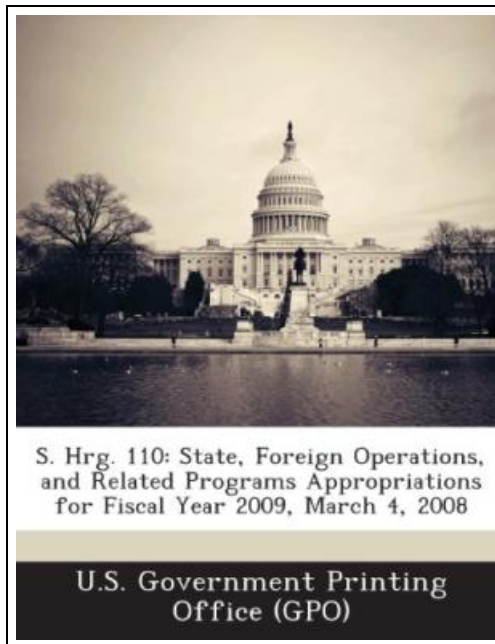 S. Hrg. 110: State, Foreign Operations,
and Related Programs Appropriations
for Fiscal Year 2009, March 4, 2008
U.S. Government Printing
Office (GPO)